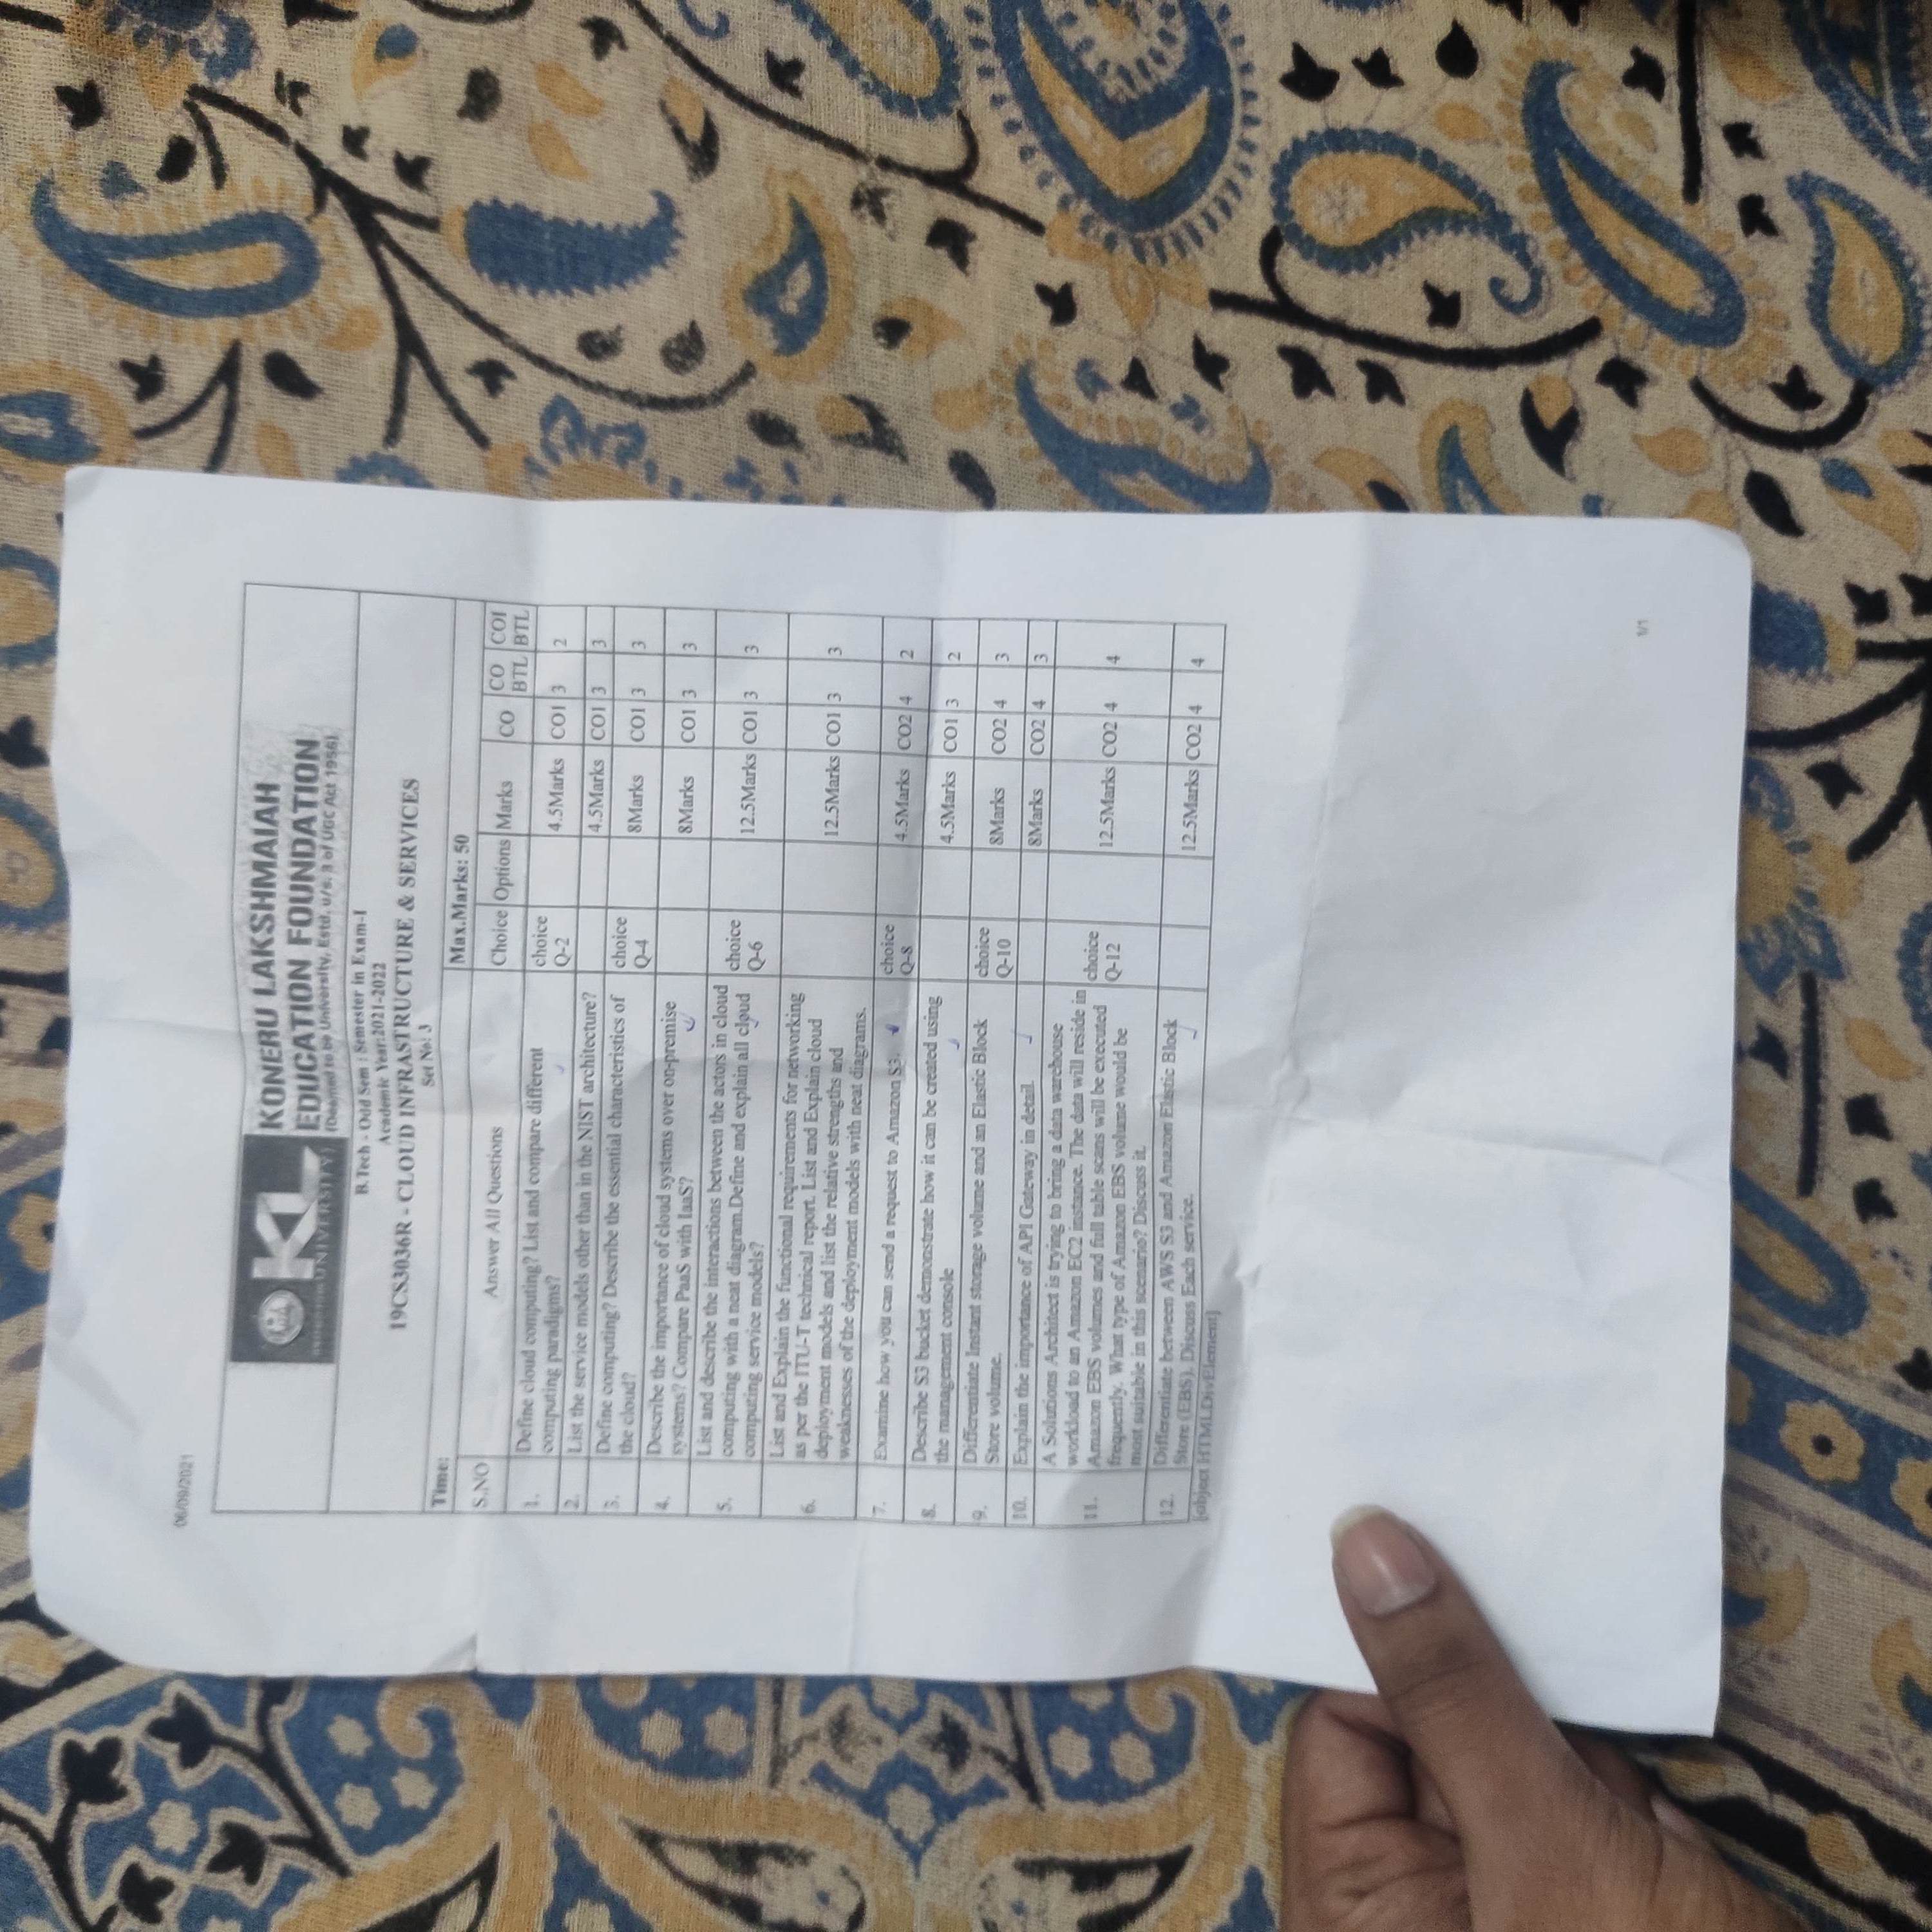 06/09/2021
KL
UNIVERSITY
KONERU LAKSHMAIAH
EDUCATION FOUNDATION
(Deemed to be University, Estd. u/s. 3 of UGC Act 1956)
B.Tech - Odd Sem : Semester in Exam-I
Academic Year:2021-2022
19CS3036R - CLOUD INFRASTRUCTURE & SERVICES
Set No: 3
Time: Max.Marks: 50
S.NO Answer All Questions Choice Options Marks CO CO BTL COI BTL
1. Define cloud computing? List and compare different
computing paradigms? choice Q-2 4.5Marks CO1 3 2
2. List the service models other than in the NIST architecture? 4.5Marks CO1 3 3
3. Define computing? Describe the essential characteristics of
the cloud? choice Q-4 8Marks CO1 3 3
4. Describe the importance of cloud systems over on-premise
systems? Compare PaaS with IaaS? 8Marks CO1 3 3
5. List and describe the interactions between the actors in cloud
computing with a neat diagram.Define and explain all cloud
computing service models? choice Q-6 12.5Marks CO1 3 3
6. List and Explain the functional requirements for networking
as per the ITU-T technical report. List and Explain cloud
deployment models and list the relative strengths and
weaknesses of the deployment models with neat diagrams. 12.5Marks CO1 3 3
7. Examine how you can send a request to Amazon S3. choice Q-8 4.5Marks CO2 4 2
8. Describe S3 bucket demonstrate how it can be created using
the management console 4.5Marks CO1 3 2
9. Differentiate Instant storage volume and an Elastic Block
Store volume. choice Q-10 8Marks CO2 4 3
10. Explain the importance of API Gateway in detail. 8Marks CO2 4 3
11. A Solutions Architect is trying to bring a data warehouse
workload to an Amazon EC2 instance. The data will reside in
Amazon EBS volumes and full table scans will be executed
frequently. What type of Amazon EBS volume would be
most suitable in this scenario? Discuss it. choice Q-12 12.5Marks CO2 4 4
12. Differentiate between AWS S3 and Amazon Elastic Block
Store (EBS). Discuss Each service. 12.5Marks CO2 4 4
[object HTMLDivElement]
1/1